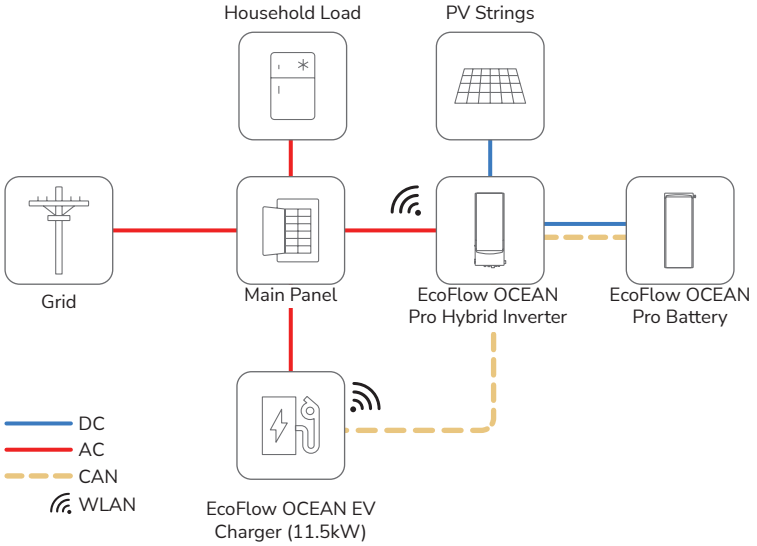 Household Load
PV Strings
Grid
Main Panel
EcoFlow OCEAN
Pro Hybrid Inverter
EcoFlow OCEAN
Pro Battery
DC
AC
CAN
WLAN
EcoFlow OCEAN EV
Charger (11.5kW)